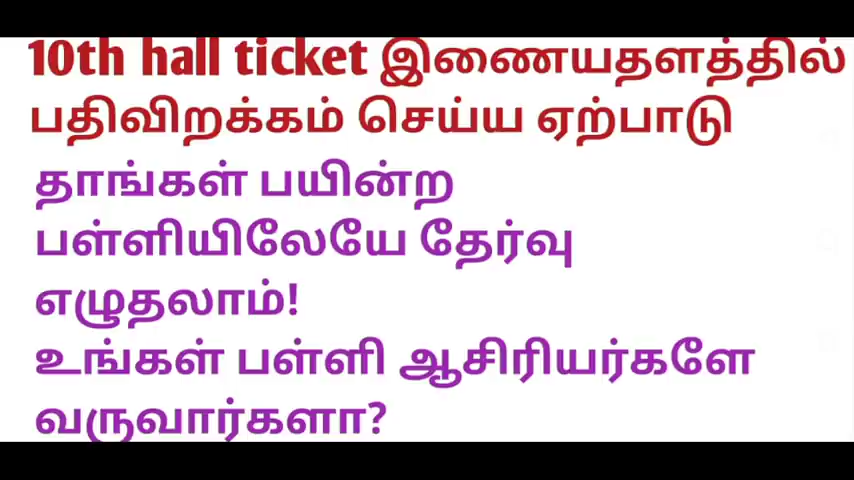 10th hall ticket இணையதளத்தில்
பதிவிறக்கம் செய்ய ஏற்பாடு
தாங்கள் பயின்ற
பள்ளியிலேயே தேர்வு
எழுதலாம்!
உங்கள் பள்ளி ஆசிரியர்களே
வருவார்களா?